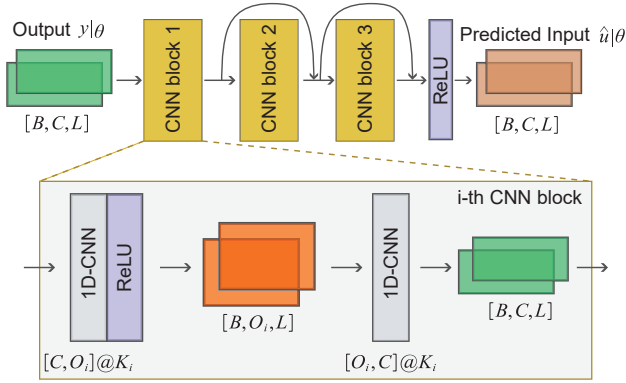 Output y|θ
CNN block 1
CNN block 2
CNN block 3
ReLU
Predicted Input û|θ
[B, C, L]
[B, C, L]
i-th CNN block
1D-CNN
ReLU
1D-CNN
[B, O_i, L]
[B, C, L]
[C, O_i]@K_i
[O_i, C]@K_i